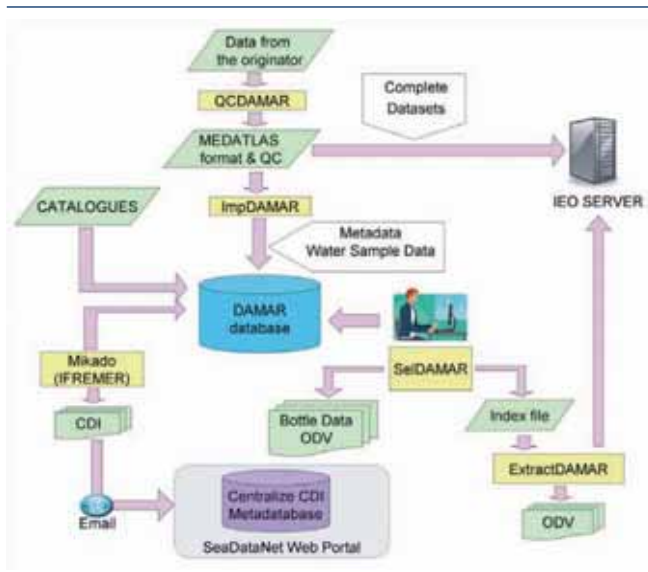 Data from
the originator
QCDAMAR
Complete
Datasets
MEDATLAS
format & QC
IEO SERVER
CATALOGUES
ImpDAMAR
Metadata
Water Sample Data
DAMAR
database
Mikado
(IFREMER)
SelDAMAR
CDI
Bottle Data
ODV
Index file
ExtractDAMAR
Email
Centralize CDI
Metadatabase
ODV
SeaDataNet Web Portal